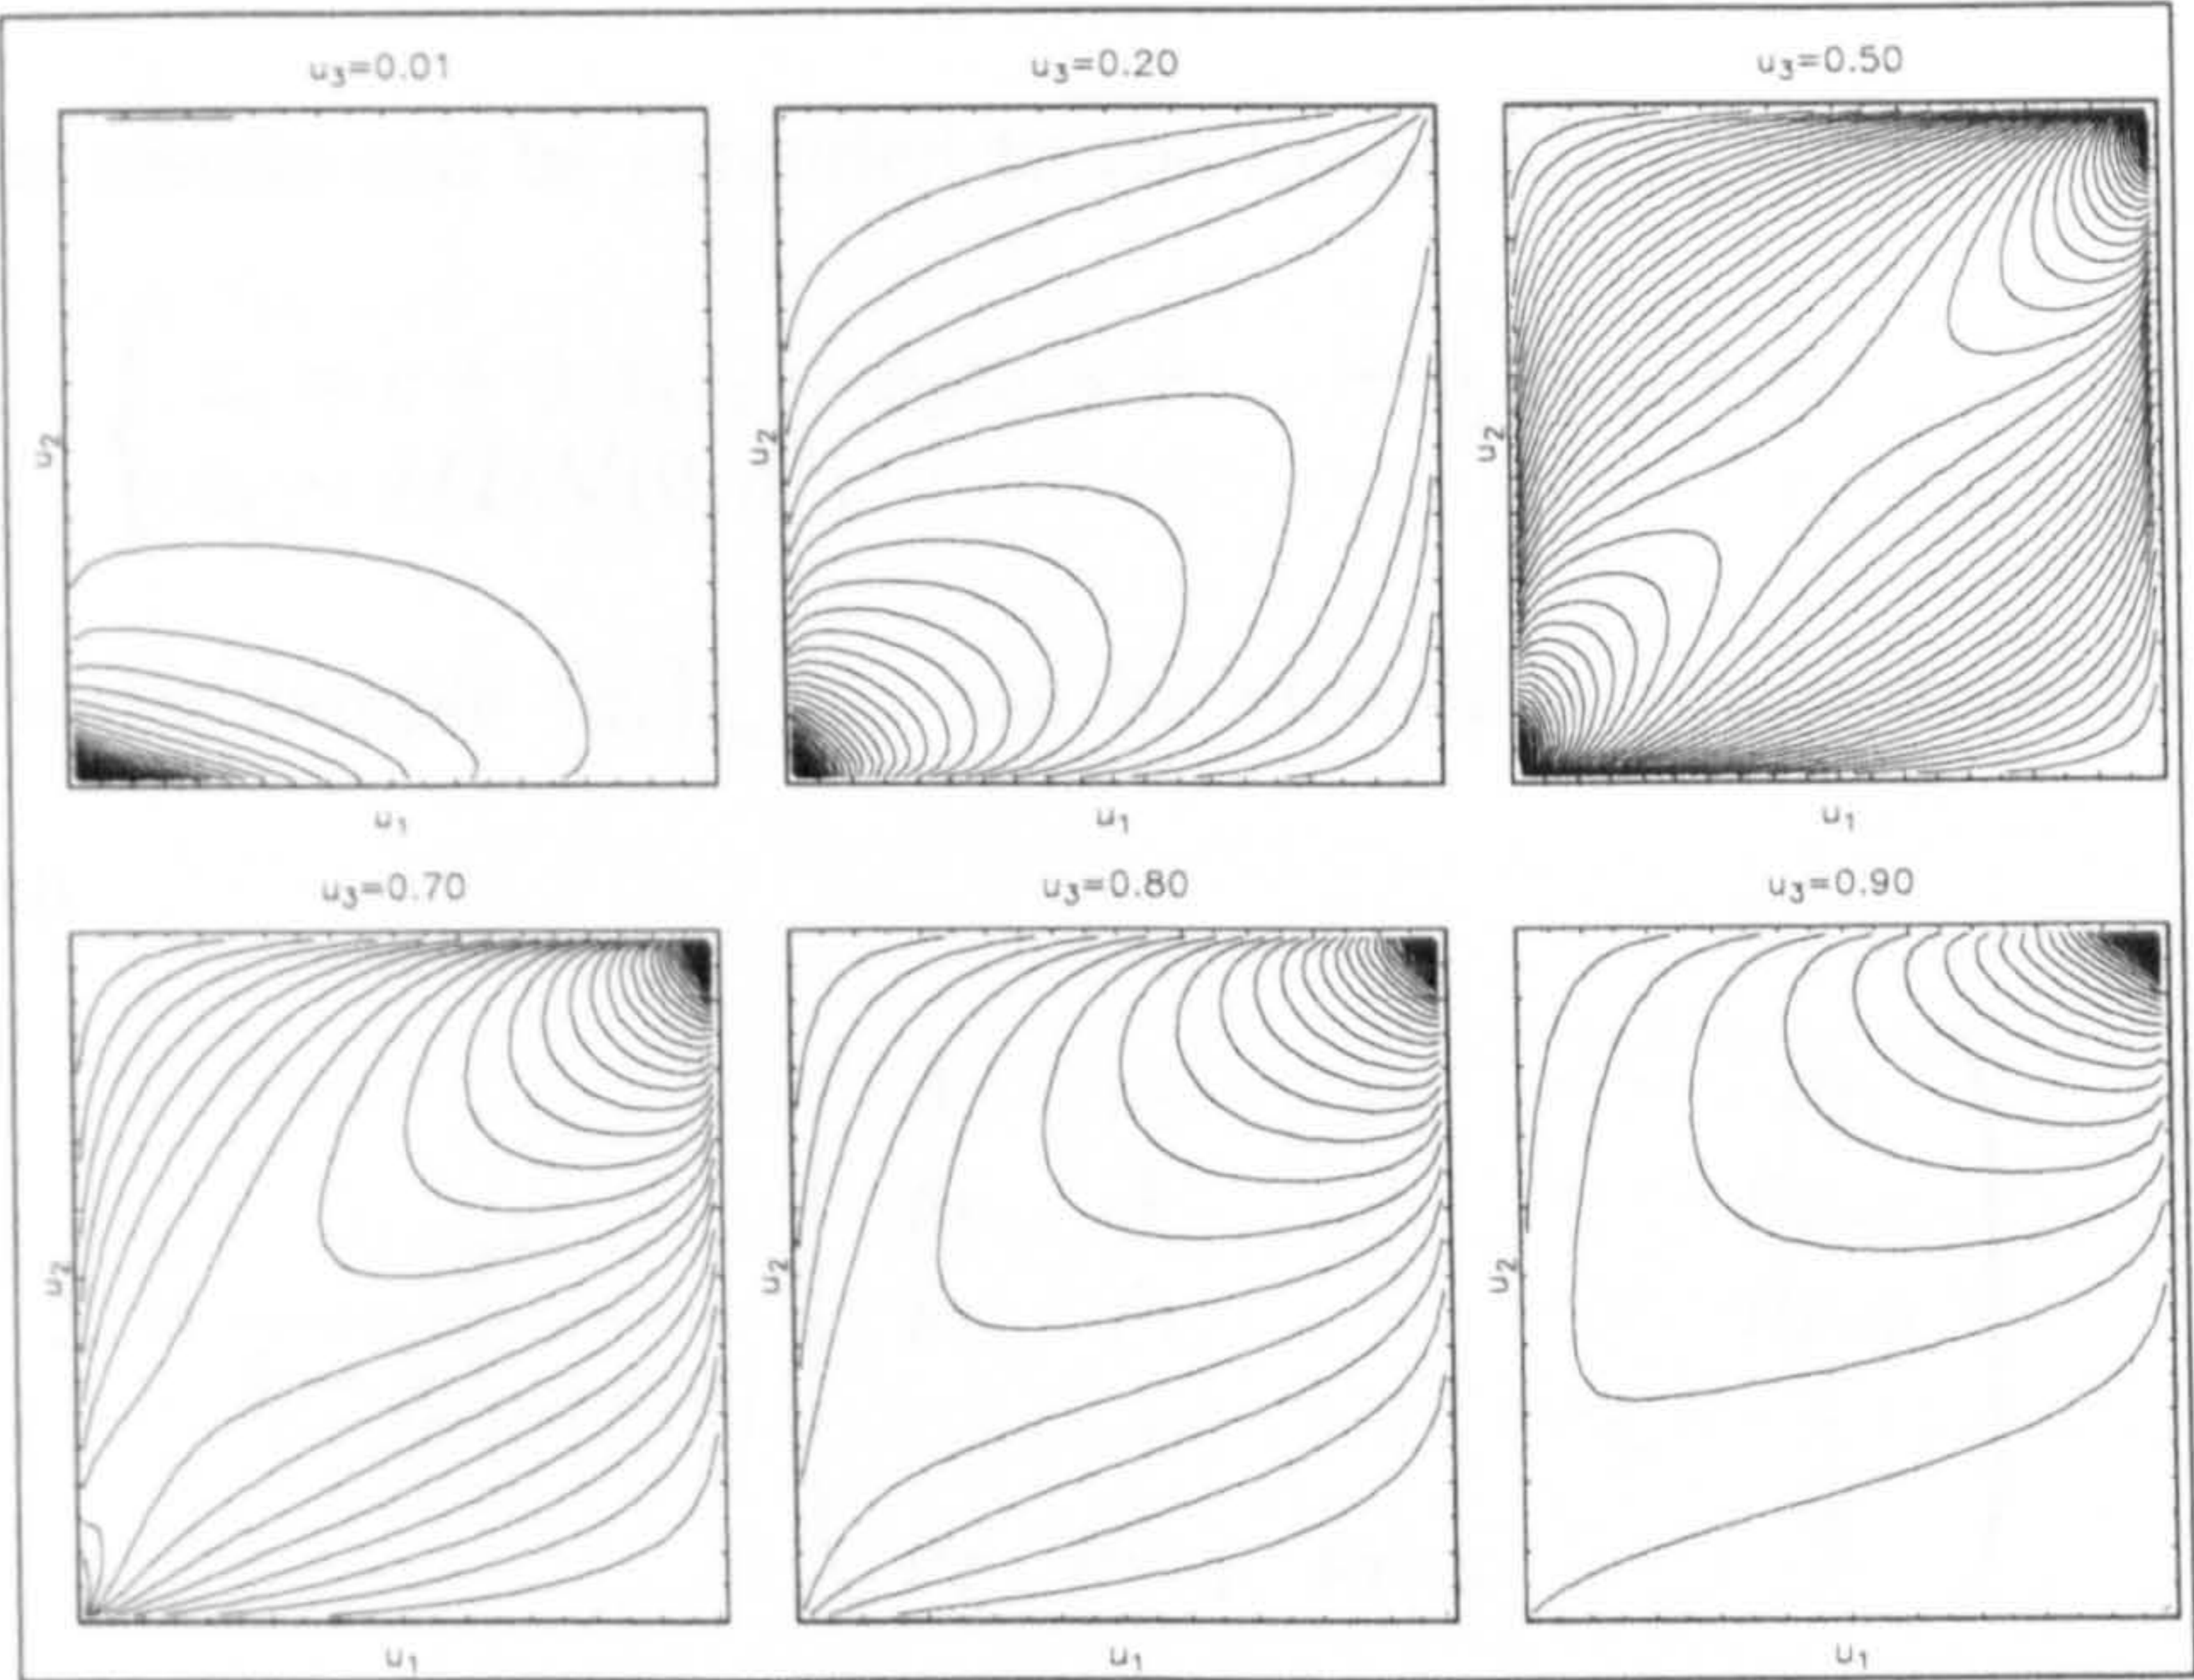 u₃=0.01 u₃=0.20 u₃=0.50
u₂ u₂ u₂
u₁ u₁ u₁
u₃=0.70 u₃=0.80 u₃=0.90
u₂ u₂ u₂
u₁ u₁ u₁